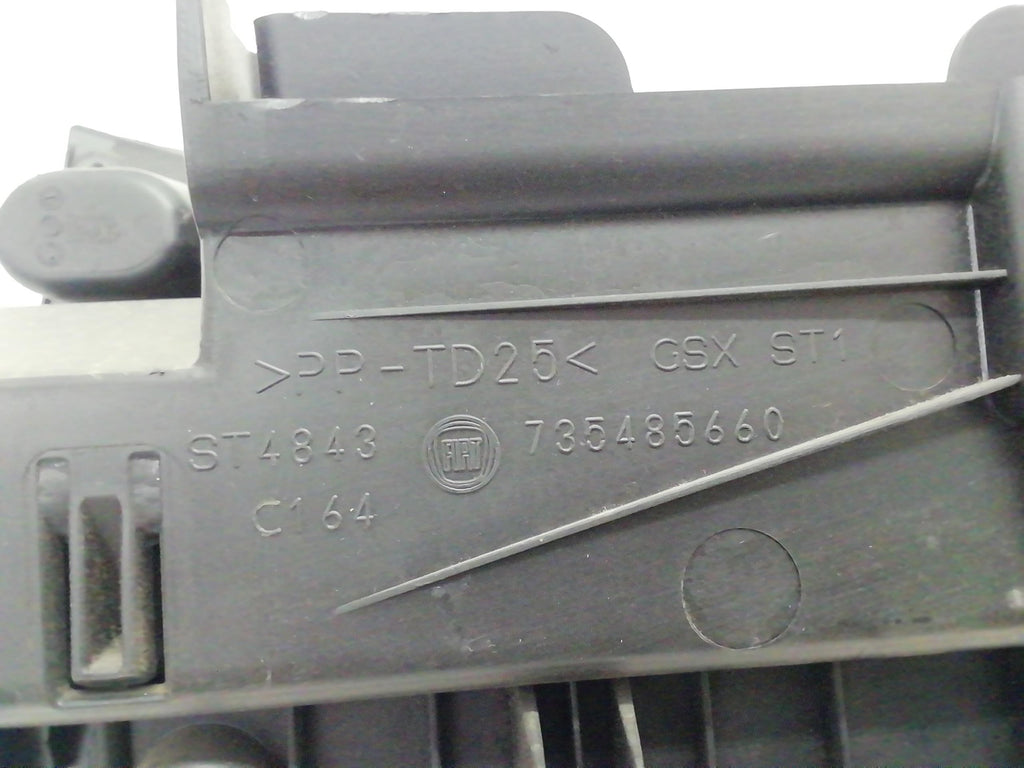 >PP-TD25< GSX ST1
ST4843 FIAT 735485660
C164